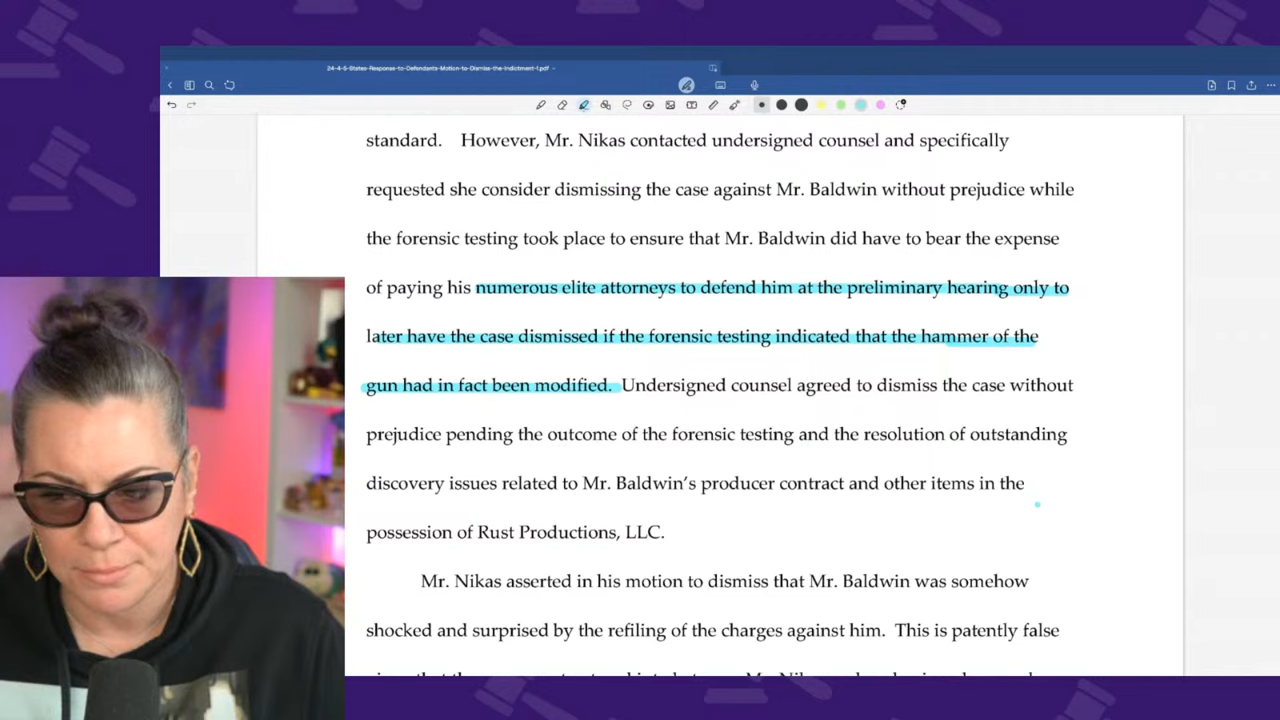 24-4-5-States-Response-to-Defendants-Motion-to-Dismiss-the-Indictment-1.pdf
standard. However, Mr. Nikas contacted undersigned counsel and specifically
requested she consider dismissing the case against Mr. Baldwin without prejudice while
the forensic testing took place to ensure that Mr. Baldwin did have to bear the expense
of paying his numerous elite attorneys to defend him at the preliminary hearing only to
later have the case dismissed if the forensic testing indicated that the hammer of the
gun had in fact been modified. Undersigned counsel agreed to dismiss the case without
prejudice pending the outcome of the forensic testing and the resolution of outstanding
discovery issues related to Mr. Baldwin's producer contract and other items in the
possession of Rust Productions, LLC.
Mr. Nikas asserted in his motion to dismiss that Mr. Baldwin was somehow
shocked and surprised by the refiling of the charges against him. This is patently false